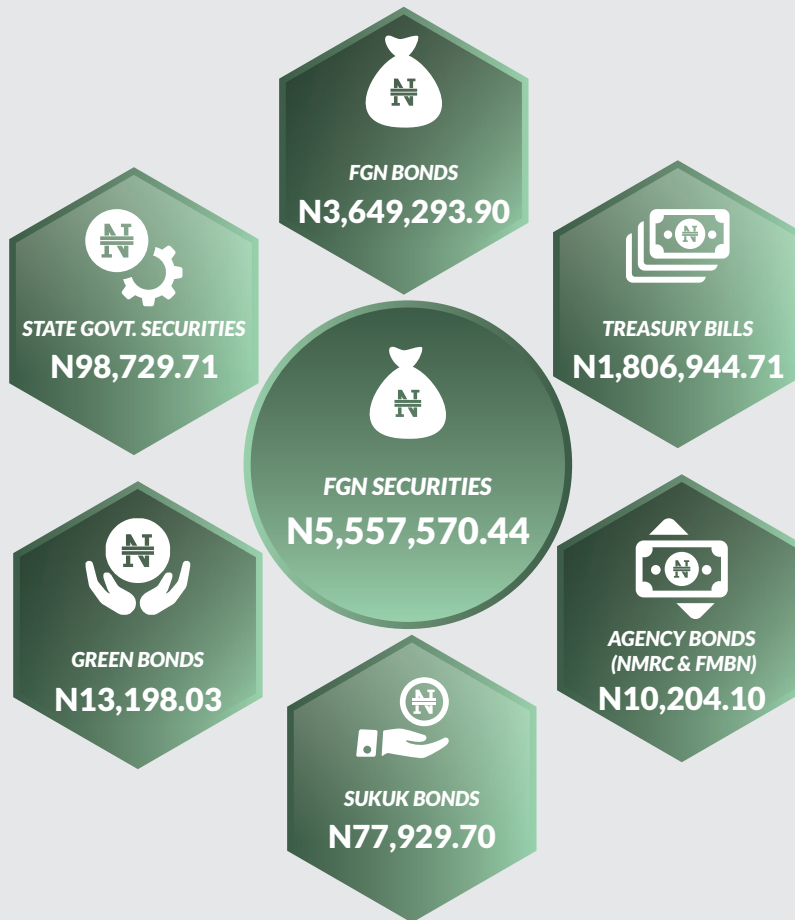 FGN BONDS
N3,649,293.90
STATE GOVT. SECURITIES
N98,729.71
TREASURY BILLS
N1,806,944.71
FGN SECURITIES
N5,557,570.44
GREEN BONDS
N13,198.03
AGENCY BONDS
(NMRC & FMBN)
N10,204.10
SUKUK BONDS
N77,929.70